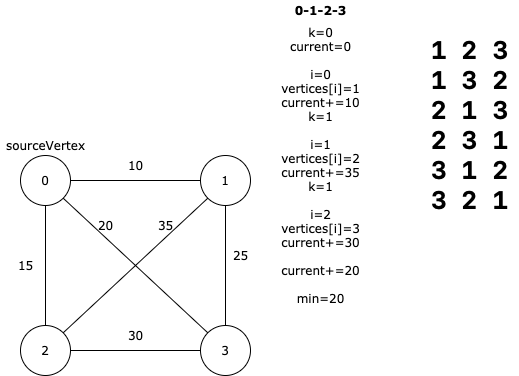 0-1-2-3
k=0
current=0
i=0
vertices[i]=1
current+=10
k=1
i=1
vertices[i]=2
current+=35
k=1
i=2
vertices[i]=3
current+=30
current+=20
min=20
1 2 3
1 3 2
2 1 3
2 3 1
3 1 2
3 2 1
sourceVertex
0
10
1
20
35
15
25
2
30
3